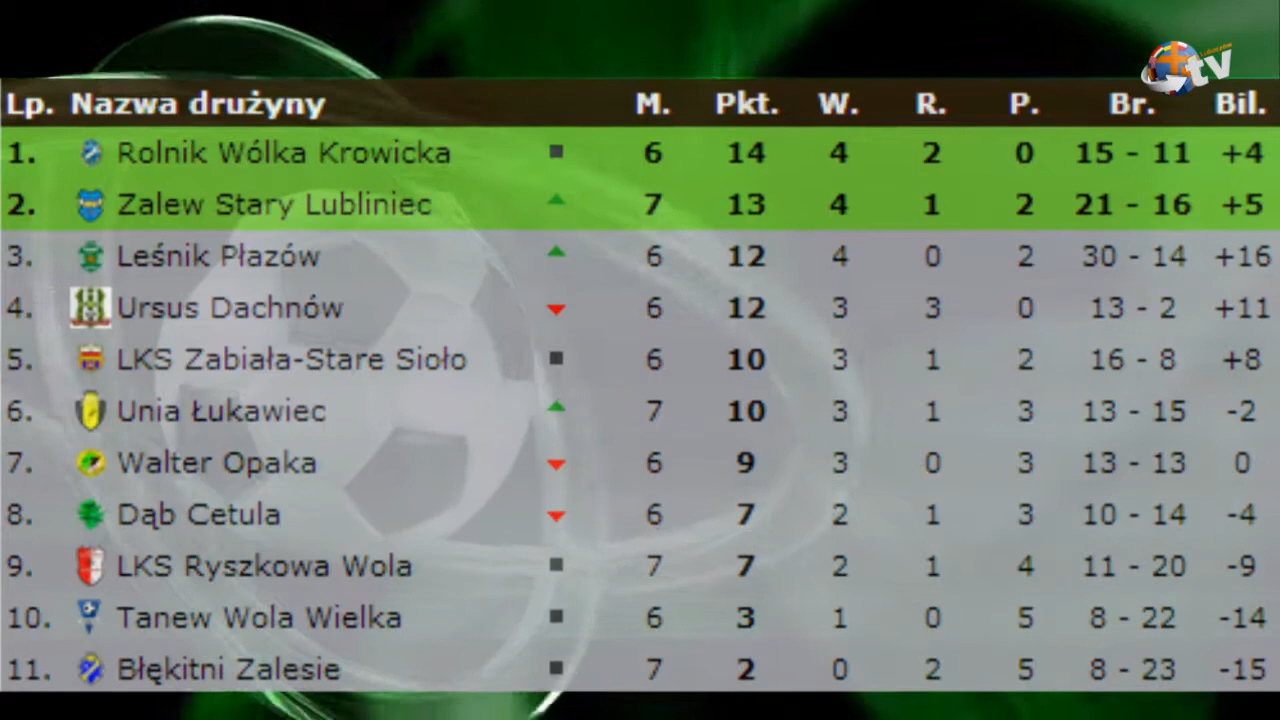 tv
Lp. Nazwa drużyny M. Pkt. W. R. P. Br. Bil.
1. Rolnik Wólka Krowicka 6 14 4 2 0 15 - 11 +4
2. Zalew Stary Lubliniec 7 13 4 1 2 21 - 16 +5
3. Leśnik Płazów 6 12 4 0 2 30 - 14 +16
4. Ursus Dachnów 6 12 3 3 0 13 - 2 +11
5. LKS Zabiała-Stare Sioło 6 10 3 1 2 16 - 8 +8
6. Unia Łukawiec 7 10 3 1 3 13 - 15 -2
7. Walter Opaka 6 9 3 0 3 13 - 13 0
8. Dąb Cetula 6 7 2 1 3 10 - 14 -4
9. LKS Ryszkowa Wola 7 7 2 1 4 11 - 20 -9
10. Tanew Wola Wielka 6 3 1 0 5 8 - 22 -14
11. Błękitni Zalesie 7 2 0 2 5 8 - 23 -15